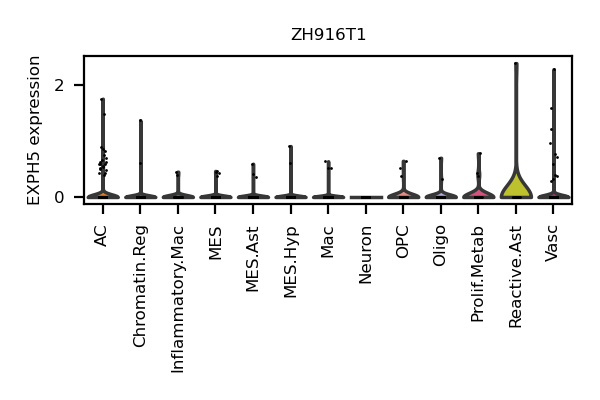 ZH916T1
EXPH5 expression
2
0
AC
Chromatin.Reg
Inflammatory.Mac
MES
MES.Ast
MES.Hyp
Mac
Neuron
OPC
Oligo
Prolif.Metab
Reactive.Ast
Vasc